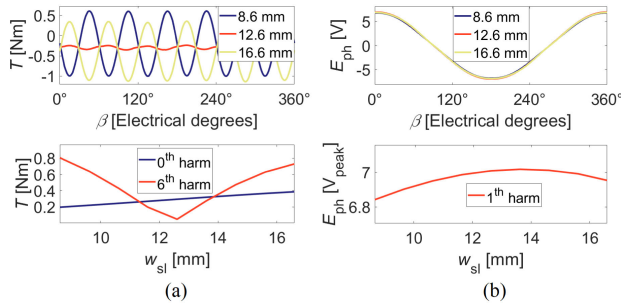 T [Nm]
0.5
0
-0.5
-1
8.6 mm
12.6 mm
16.6 mm
0° 120° 240° 360°
β [Electrical degrees]
E_ph [V]
5
0
-5
8.6 mm
12.6 mm
16.6 mm
0° 120° 240° 360°
β [Electrical degrees]
T [Nm]
0.8
0.6
0.4
0.2
0th harm
6th harm
10 12 14 16
w_sl [mm]
(a)
E_ph [V_peak]
7
6.8
1th harm
10 12 14 16
w_sl [mm]
(b)